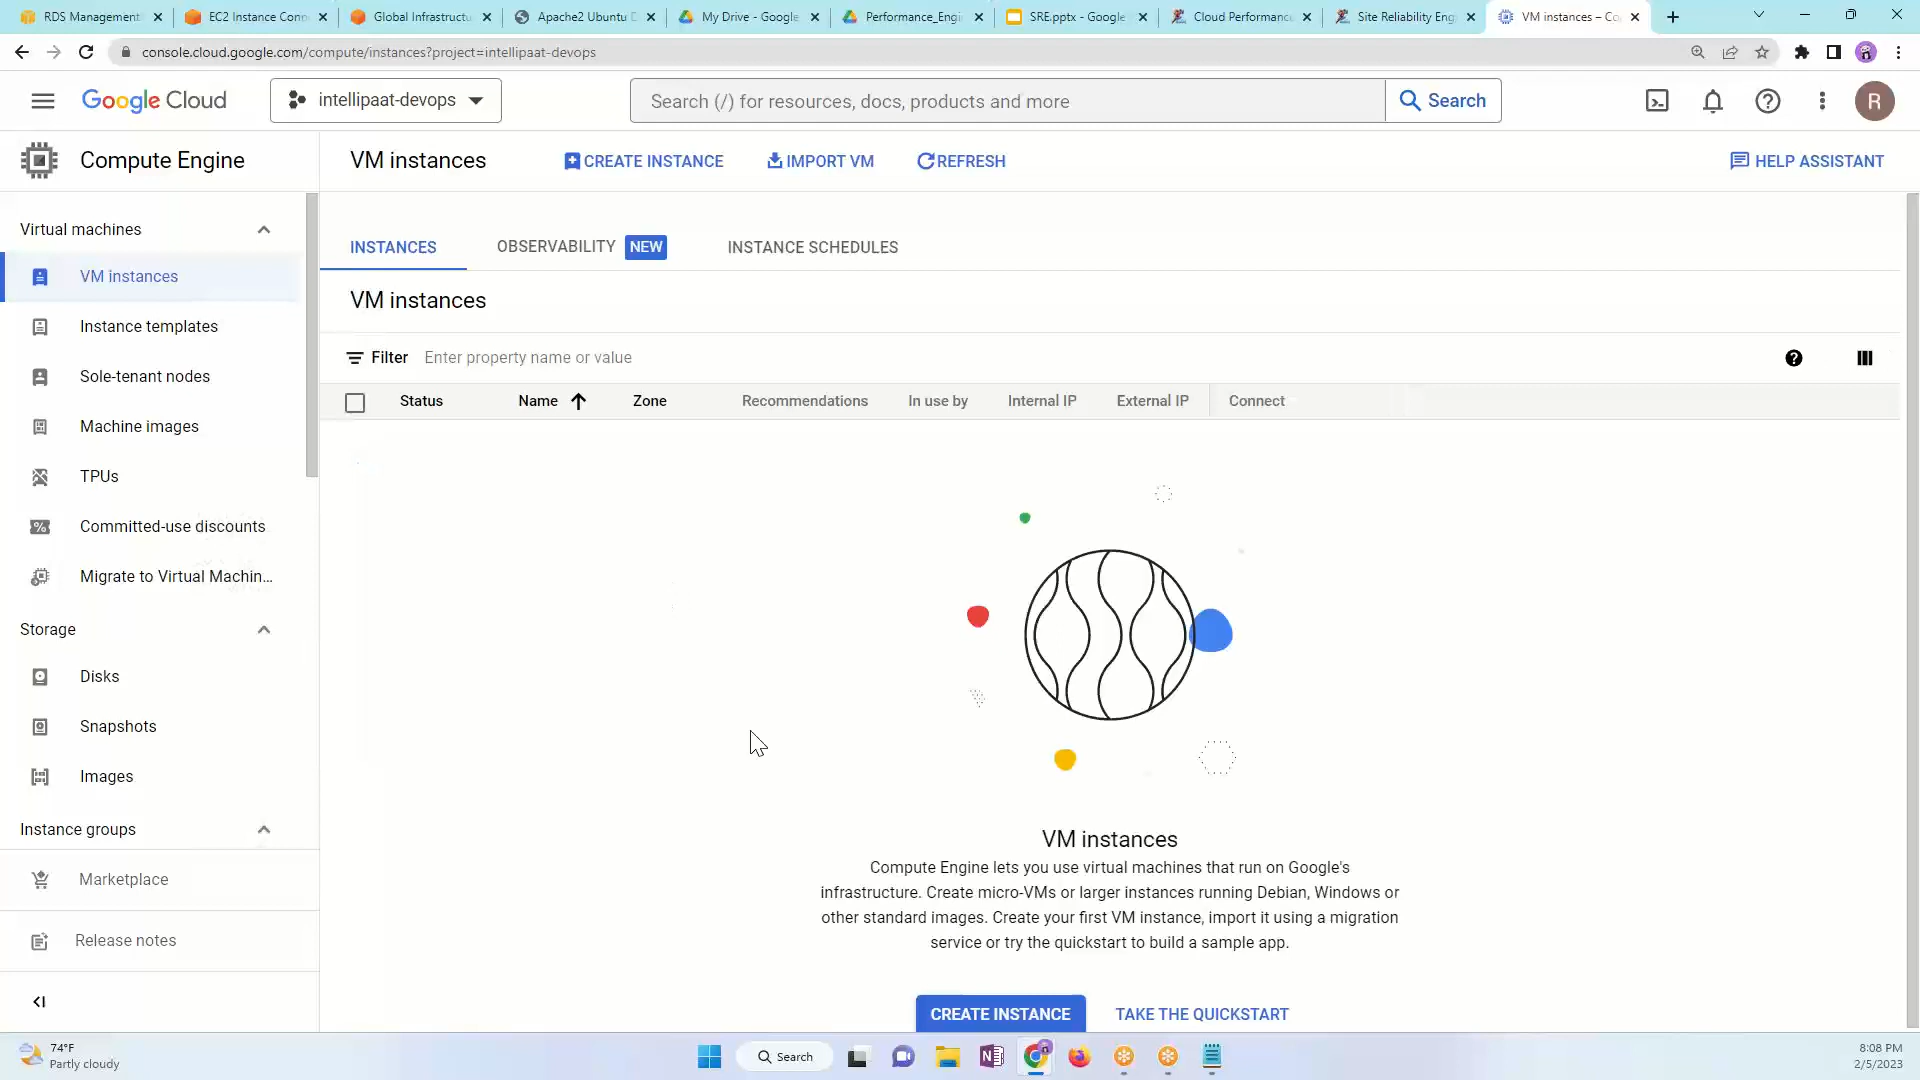 RDS Management
EC2 Instance Conn
Global Infrastructu
Apache2 Ubuntu D
My Drive - Google
Performance_Engi
SRE.pptx - Google
Cloud Performanc
Site Reliability Eng
VM instances – Co
console.cloud.google.com/compute/instances?project=intellipaat-devops
Google Cloud
intellipaat-devops
Search (/) for resources, docs, products and more
Search
R
Compute Engine
VM instances
CREATE INSTANCE
IMPORT VM
REFRESH
HELP ASSISTANT
Virtual machines
VM instances
Instance templates
Sole-tenant nodes
Machine images
TPUs
Committed-use discounts
Migrate to Virtual Machin...
Storage
Disks
Snapshots
Images
Instance groups
Marketplace
Release notes
INSTANCES
OBSERVABILITY NEW
INSTANCE SCHEDULES
VM instances
Filter Enter property name or value
Status Name Zone Recommendations In use by Internal IP External IP Connect
VM instances
Compute Engine lets you use virtual machines that run on Google's
infrastructure. Create micro-VMs or larger instances running Debian, Windows or
other standard images. Create your first VM instance, import it using a migration
service or try the quickstart to build a sample app.
CREATE INSTANCE
TAKE THE QUICKSTART
74°F
Partly cloudy
Search
8:08 PM
2/5/2023